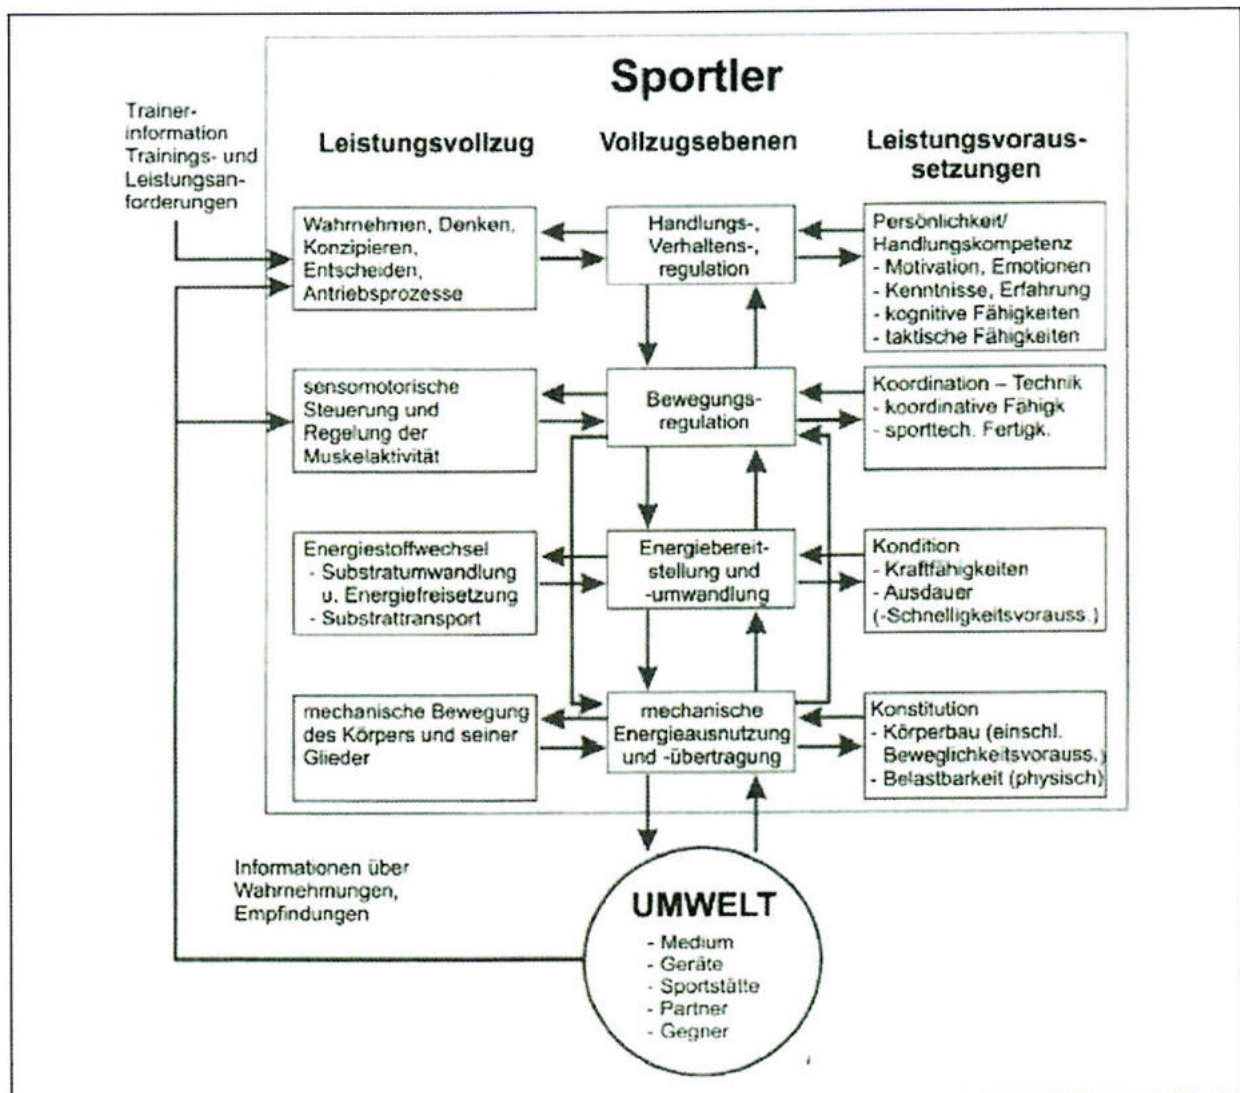 Sportler
Trainer-
information
Trainings- und
Leistungsan-
forderungen
Leistungsvollzug
Vollzugsebenen
Leistungsvoraus-
setzungen
Wahrnehmen, Denken,
Konzipieren,
Entscheiden,
Antriebsprozesse
Handlungs-,
Verhaltens-,
regulation
Persönlichkeit/
Handlungskompetenz
- Motivation, Emotionen
- Kenntnisse, Erfahrung
- kognitive Fähigkeiten
- taktische Fähigkeiten
sensomotorische
Steuerung und
Regelung der
Muskelaktivität
Bewegungs-
regulation
Koordination – Technik
- koordinative Fähigk
- sporttech. Fertigk.
Energiestoffwechsel
- Substratumwandlung
u. Energiefreisetzung
- Substrattransport
Energiebereit-
stellung und
-umwandlung
Kondition
- Kraftfähigkeiten
- Ausdauer
(-Schnelligkeitsvorauss.)
mechanische Bewegung
des Körpers und seiner
Glieder
mechanische
Energieausnutzung
und -übertragung
Konstitution
- Körperbau (einschl.
Beweglichkeitsvorauss.)
- Belastbarkeit (physisch)
Informationen über
Wahrnehmungen,
Empfindungen
UMWELT
- Medium
- Geräte
- Sportstätte
- Partner
- Gegner